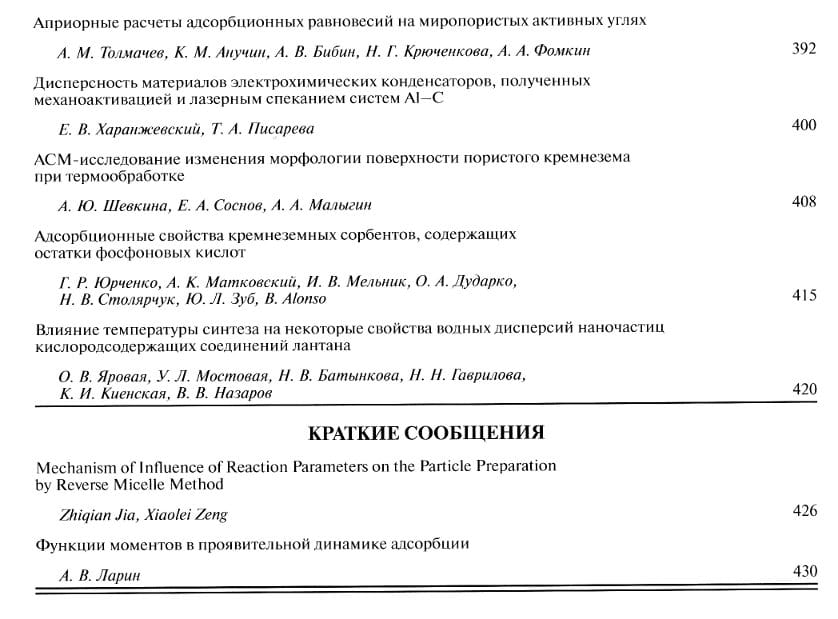 Априорные расчеты адсорбционных равновесий на миропористых активных углях
А. М. Толмачев, К. М. Анучин, А. В. Бибин, Н. Г. Крюченкова, А. А. Фомкин 392
Дисперсность материалов электрохимических конденсаторов, полученных
механоактивацией и лазерным спеканием систем Al—C
Е. В. Харанжевский, Т. А. Писарева 400
АСМ-исследование изменения морфологии поверхности пористого кремнезема
при термообработке
А. Ю. Шевкина, Е. А. Соснов, А. А. Малыгин 408
Адсорбционные свойства кремнеземных сорбентов, содержащих
остатки фосфоновых кислот
Г. Р. Юрченко, А. К. Матковский, И. В. Мельник, О. А. Дударко,
Н. В. Столярчук, Ю. Л. Зуб, B. Alonso 415
Влияние температуры синтеза на некоторые свойства водных дисперсий наночастиц
кислородсодержащих соединений лантана
О. В. Яровая, У. Л. Мостовая, Н. В. Батынкова, Н. Н. Гаврилова,
К. И. Киенская, В. В. Назаров 420
КРАТКИЕ СООБЩЕНИЯ
Mechanism of Influence of Reaction Parameters on the Particle Preparation
by Reverse Micelle Method
Zhiqian Jia, Xiaolei Zeng 426
Функции моментов в проявительной динамике адсорбции
А. В. Ларин 430